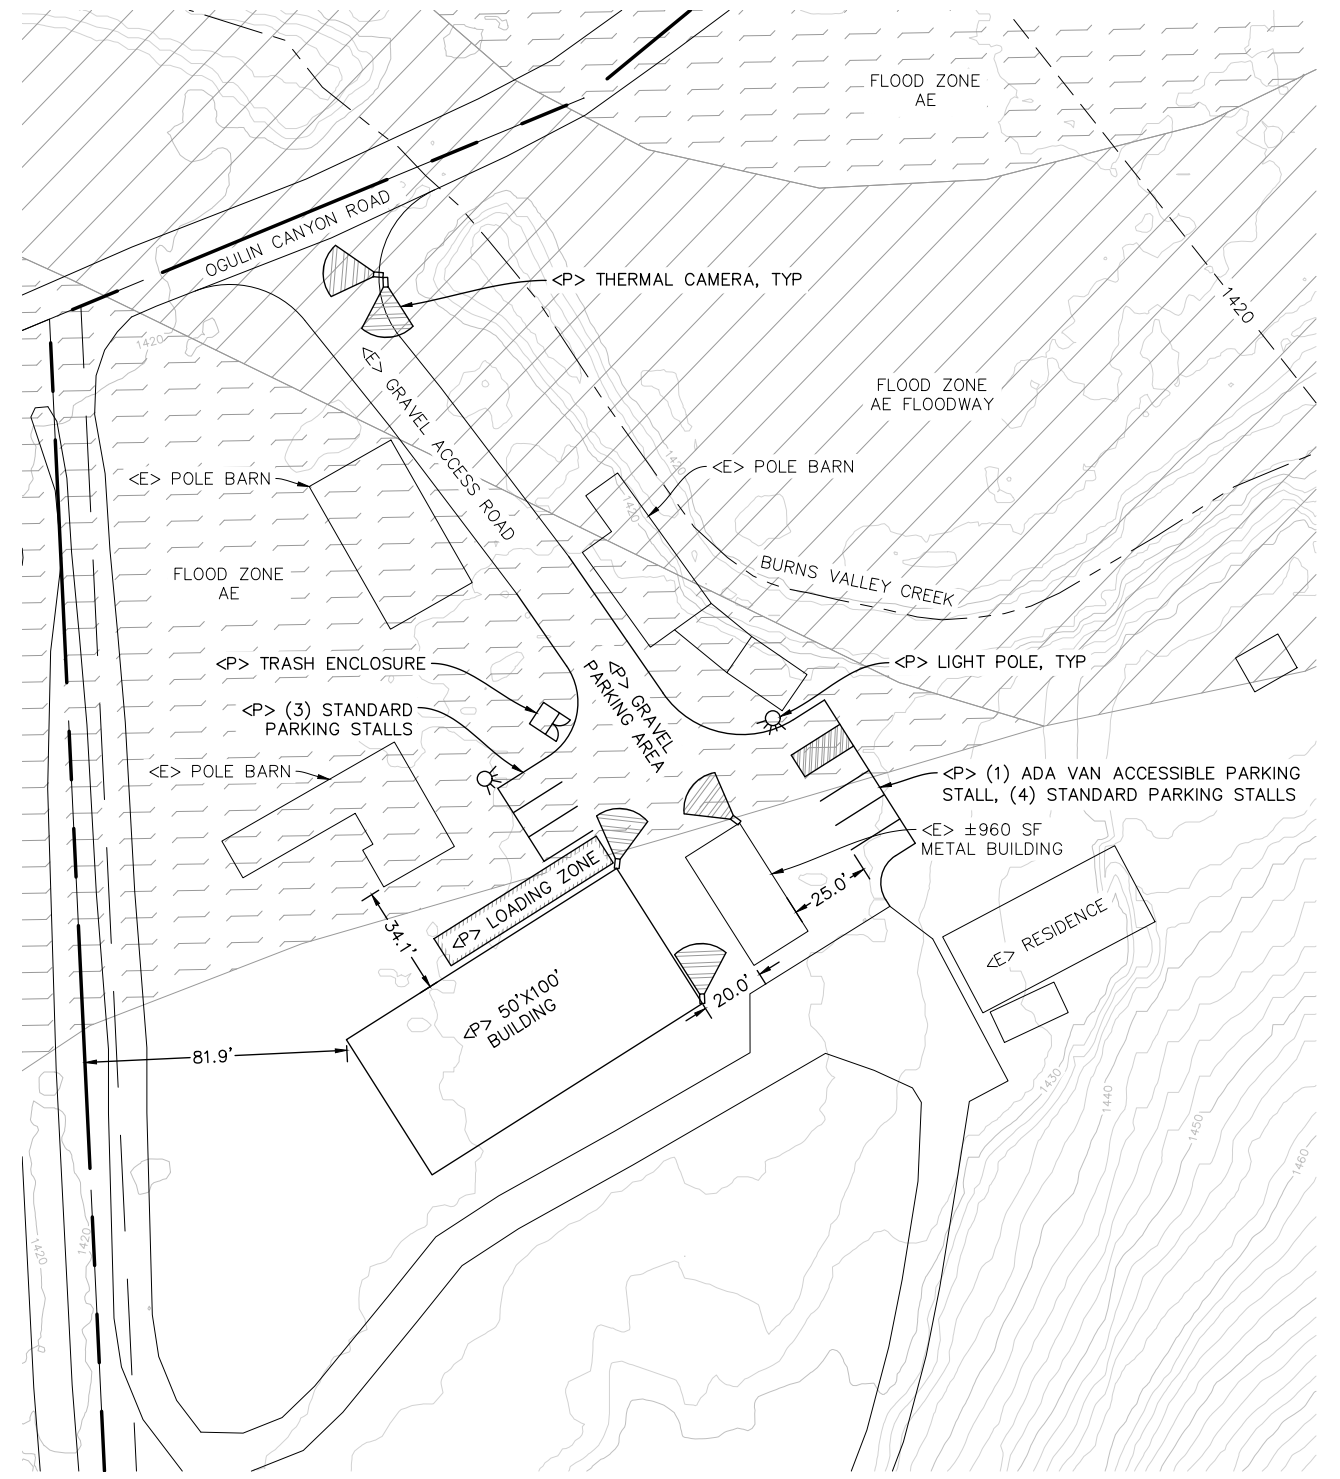 FLOOD ZONE
AE
OGULIN CANYON ROAD
<P> THERMAL CAMERA, TYP
1420
1420
<E> GRAVEL ACCESS ROAD
FLOOD ZONE
AE FLOODWAY
<E> POLE BARN
<E> POLE BARN
1420
1420
FLOOD ZONE
AE
BURNS VALLEY CREEK
<P> TRASH ENCLOSURE
<P> LIGHT POLE, TYP
<P> GRAVEL
PARKING AREA
<P> (3) STANDARD
PARKING STALLS
<E> POLE BARN
<P> (1) ADA VAN ACCESSIBLE PARKING
STALL, (4) STANDARD PARKING STALLS
<E> ±960 SF
METAL BUILDING
<P> LOADING ZONE
25.0'
34.1'
<E> RESIDENCE
<P> 50'X100'
BUILDING
20.0'
81.9'
1430
1440
1450
1460
1420
1420